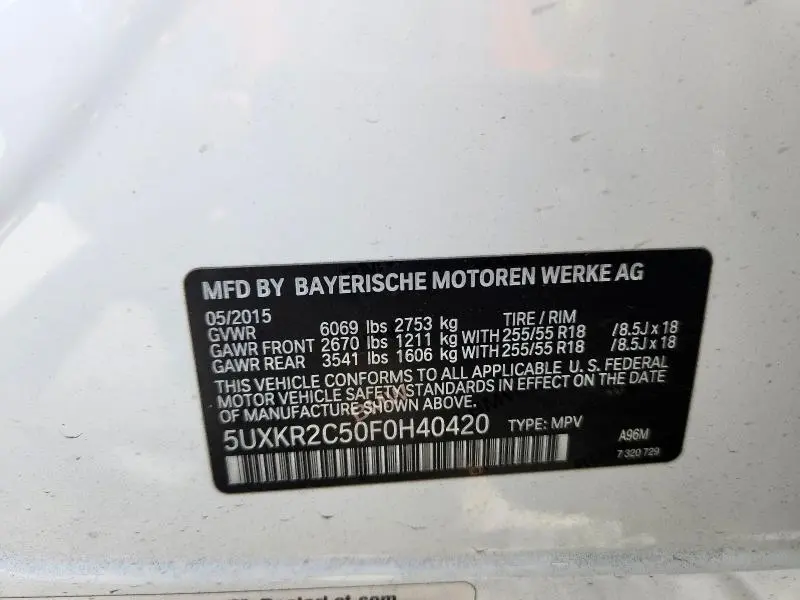 MFD BY BAYERISCHE MOTOREN WERKE AG
05/2015 TIRE / RIM
GVWR 6069 lbs 2753 kg
GAWR FRONT 2670 lbs 1211 kg WITH 255/55 R18 /8.5J x 18
GAWR REAR 3541 lbs 1606 kg WITH 255/55 R18 /8.5J x 18
THIS VEHICLE CONFORMS TO ALL APPLICABLE U.S. FEDERAL
MOTOR VEHICLE SAFETY STANDARDS IN EFFECT ON THE DATE
OF MANUFACTURE SHOWN ABOVE.
5UXKR2C50F0H40420 TYPE: MPV A96M
7 320 729